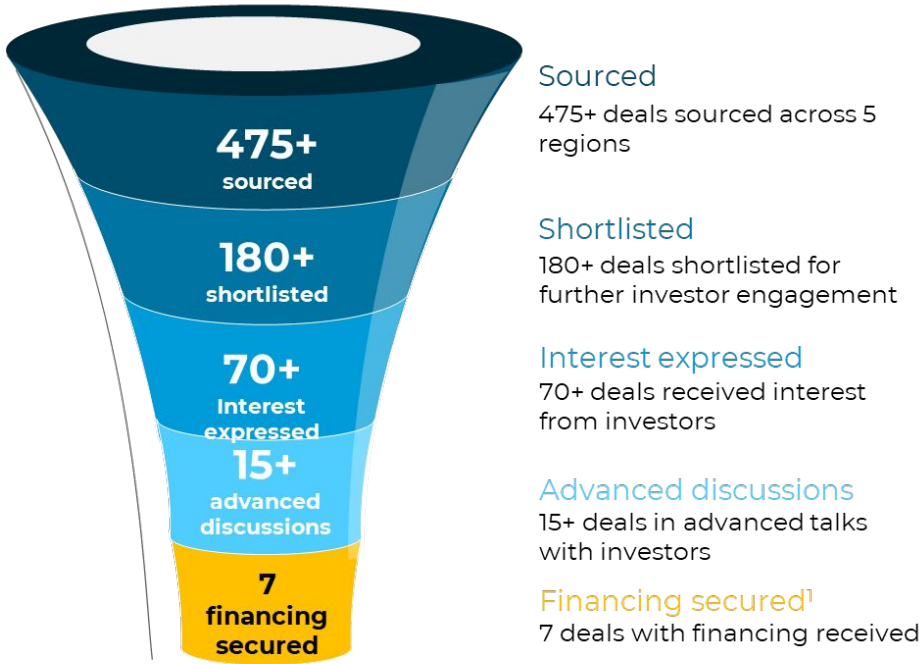 475+
sourced
180+
shortlisted
70+
Interest
expressed
15+
advanced
discussions
7
financing
secured
Sourced
475+ deals sourced across 5
regions
Shortlisted
180+ deals shortlisted for
further investor engagement
Interest expressed
70+ deals received interest
from investors
Advanced discussions
15+ deals in advanced talks
with investors
Financing secured¹
7 deals with financing received